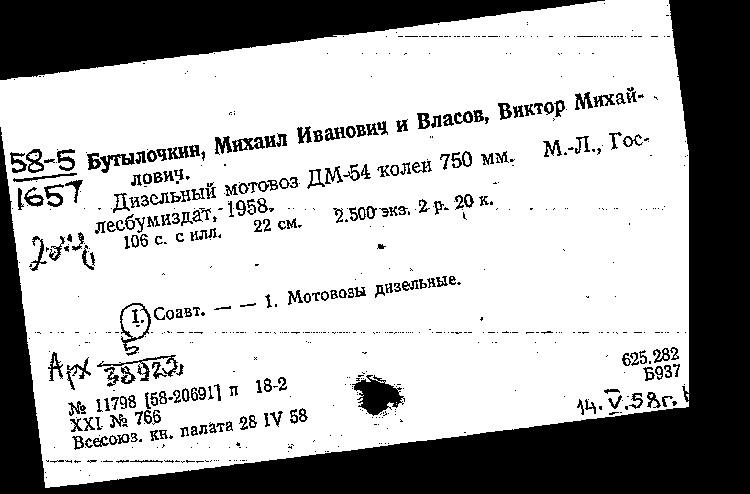 58-5
1657
Бутылочкин, Михаил Иванович и Власов, Виктор Михай-
лович.
Дизельный мотовоз ДМ-54 колеи 750 мм. М.-Л., Гос-
лесбумиздат, 1958.
106 с. с илл. 22 см. 2.500 экз. 2 р. 20 к.
I. Соавт. — — 1. Мотовозы дизельные.
Арх 5
38922
№ 11798 [58-20691] п 18-2
XXI № 766
Всесоюз. кн. палата 28 IV 58
625.282
Б937
14.V.58г.